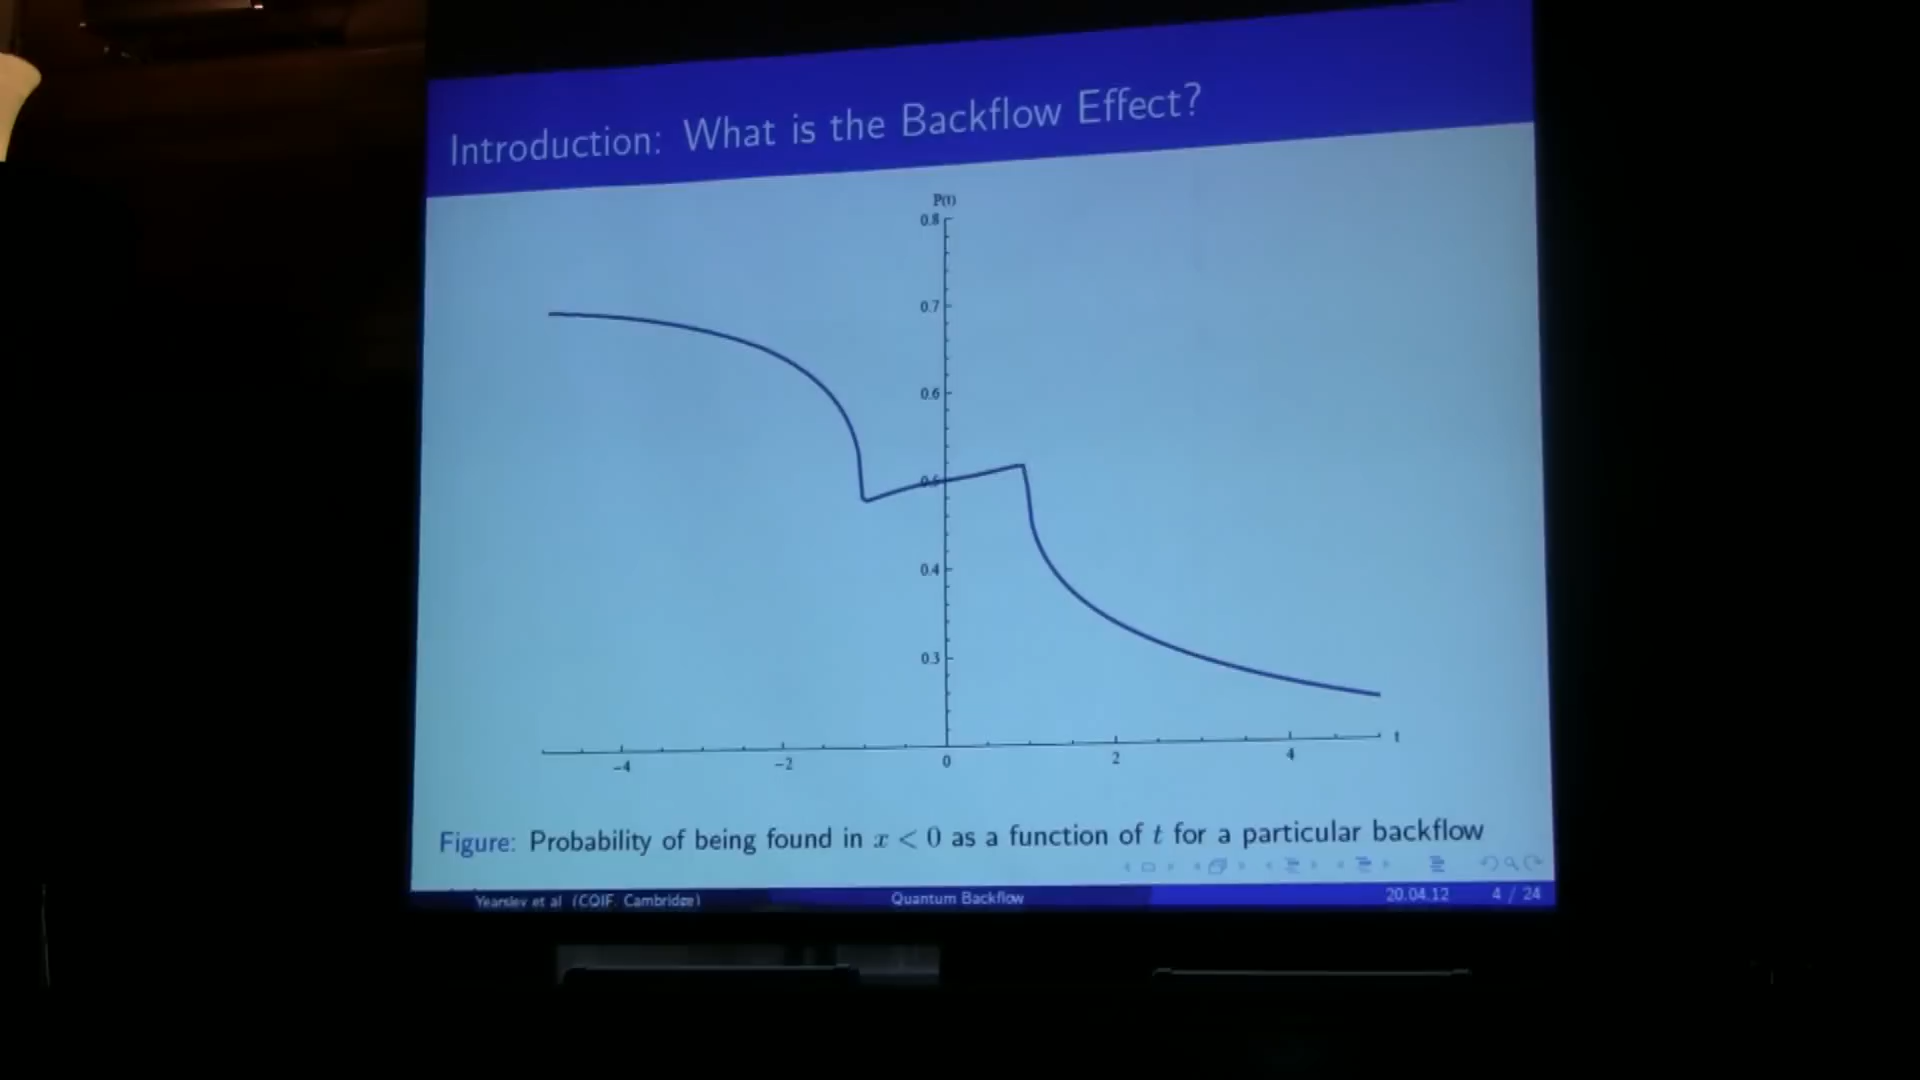 Introduction: What is the Backflow Effect?
P(t)
0.8
0.7
0.6
0.5
0.4
0.3
-4 -2 0 2 4 t
Figure: Probability of being found in x < 0 as a function of t for a particular backflow
Yearsley et al (CQIF, Cambridge) Quantum Backflow 20.04.12 4 / 24